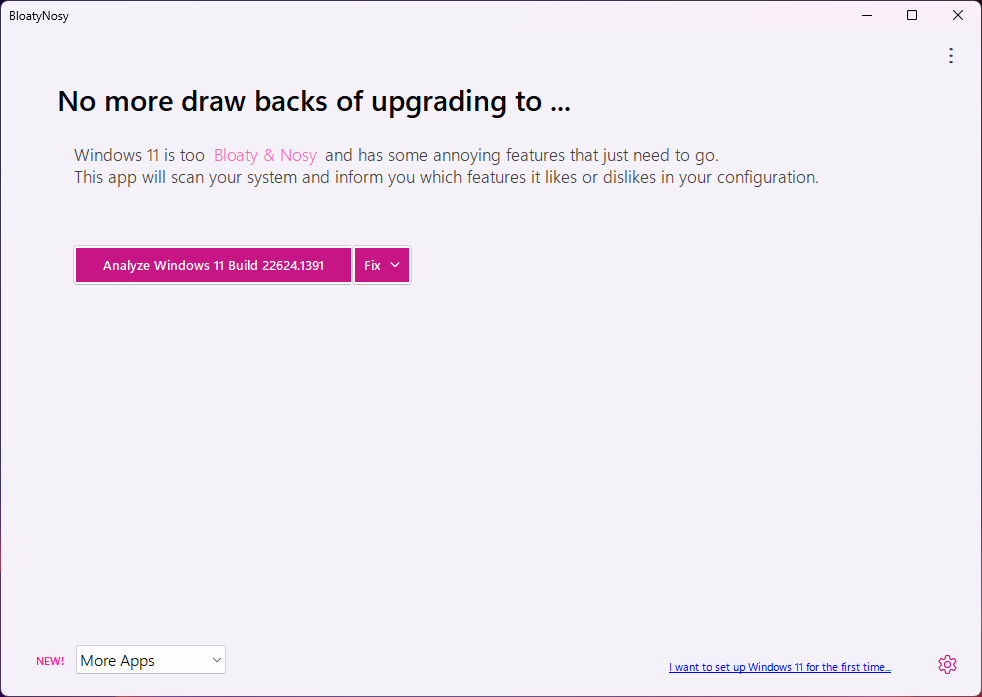 BloatyNosy
No more draw backs of upgrading to ...
Windows 11 is too Bloaty & Nosy and has some annoying features that just need to go.
This app will scan your system and inform you which features it likes or dislikes in your configuration.
Analyze Windows 11 Build 22624.1391 Fix
NEW! More Apps
I want to set up Windows 11 for the first time...